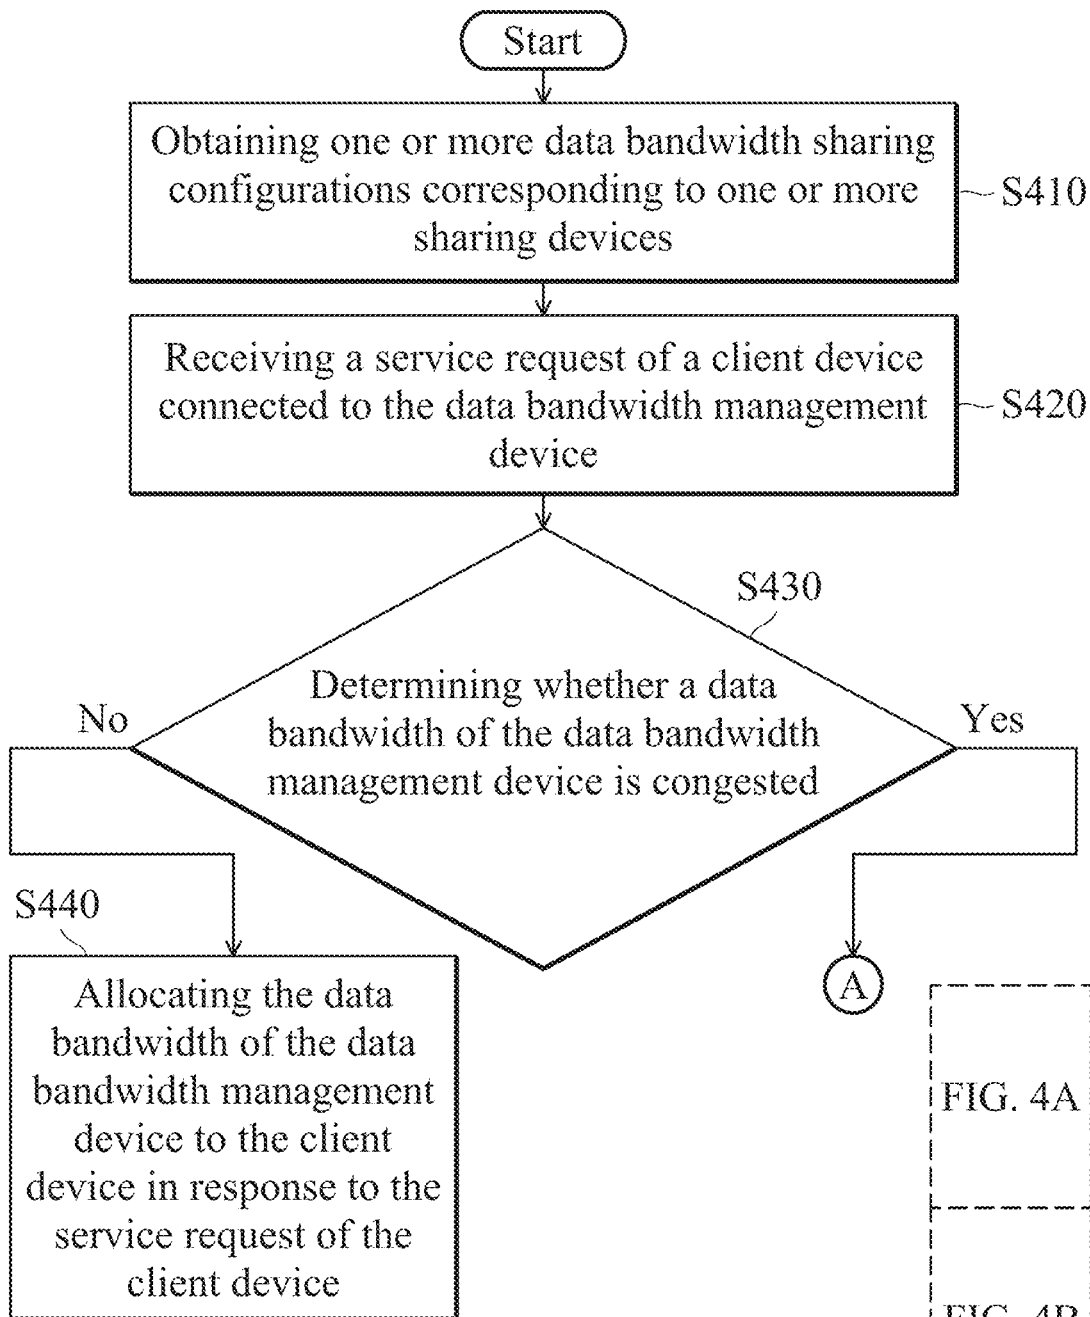 Start
Obtaining one or more data bandwidth sharing
configurations corresponding to one or more
sharing devices
S410
Receiving a service request of a client device
connected to the data bandwidth management
device
S420
S430
Determining whether a data
bandwidth of the data bandwidth
management device is congested
No
Yes
S440
Allocating the data
bandwidth of the data
bandwidth management
device to the client
device in response to the
service request of the
client device
A
FIG. 4A
FIG. 4B